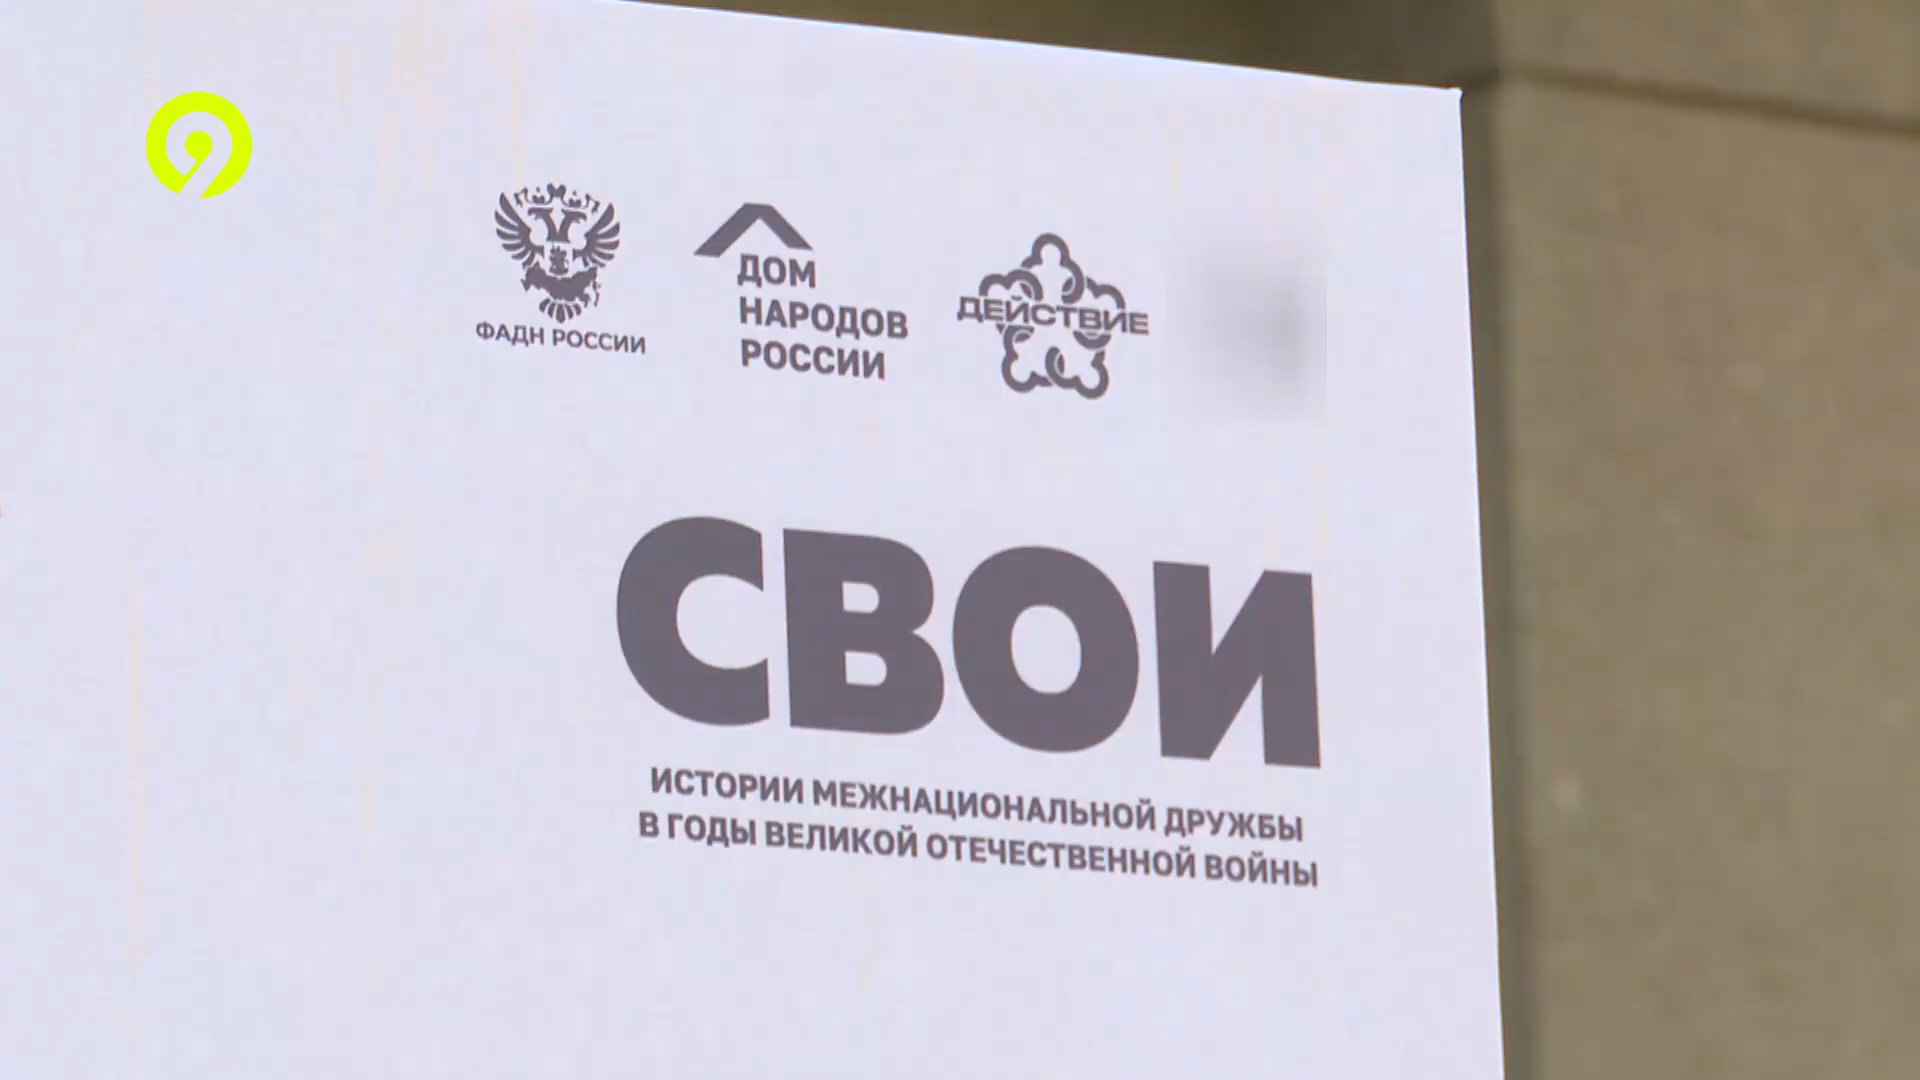 ФАДН РОССИИ
ДОМ
НАРОДОВ
РОССИИ
ДЕЙСТВИЕ
СВОИ
ИСТОРИИ МЕЖНАЦИОНАЛЬНОЙ ДРУЖБЫ
В ГОДЫ ВЕЛИКОЙ ОТЕЧЕСТВЕННОЙ ВОЙНЫ